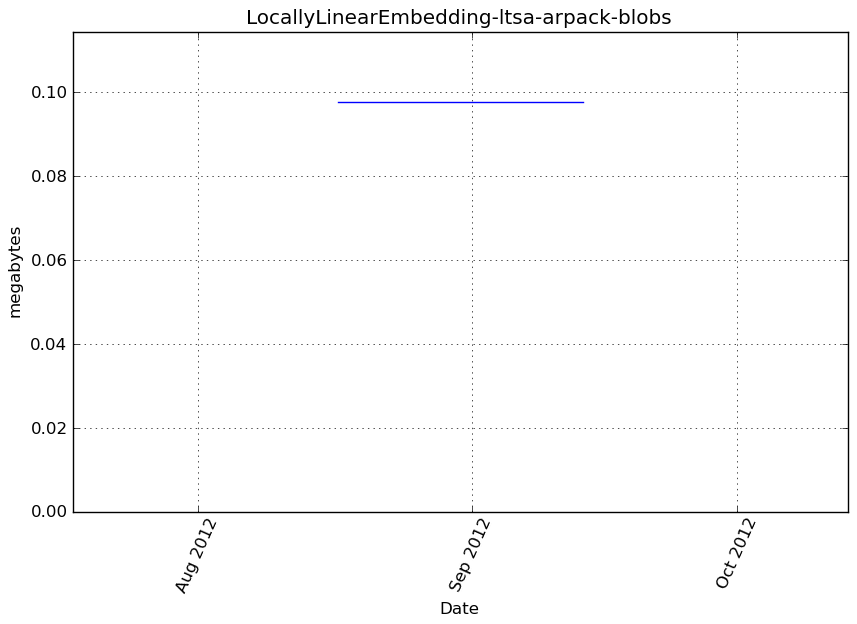 LocallyLinearEmbedding-ltsa-arpack-blobs
0.10
0.08
0.06
0.04
0.02
0.00
megabytes
Aug 2012
Sep 2012
Oct 2012
Date